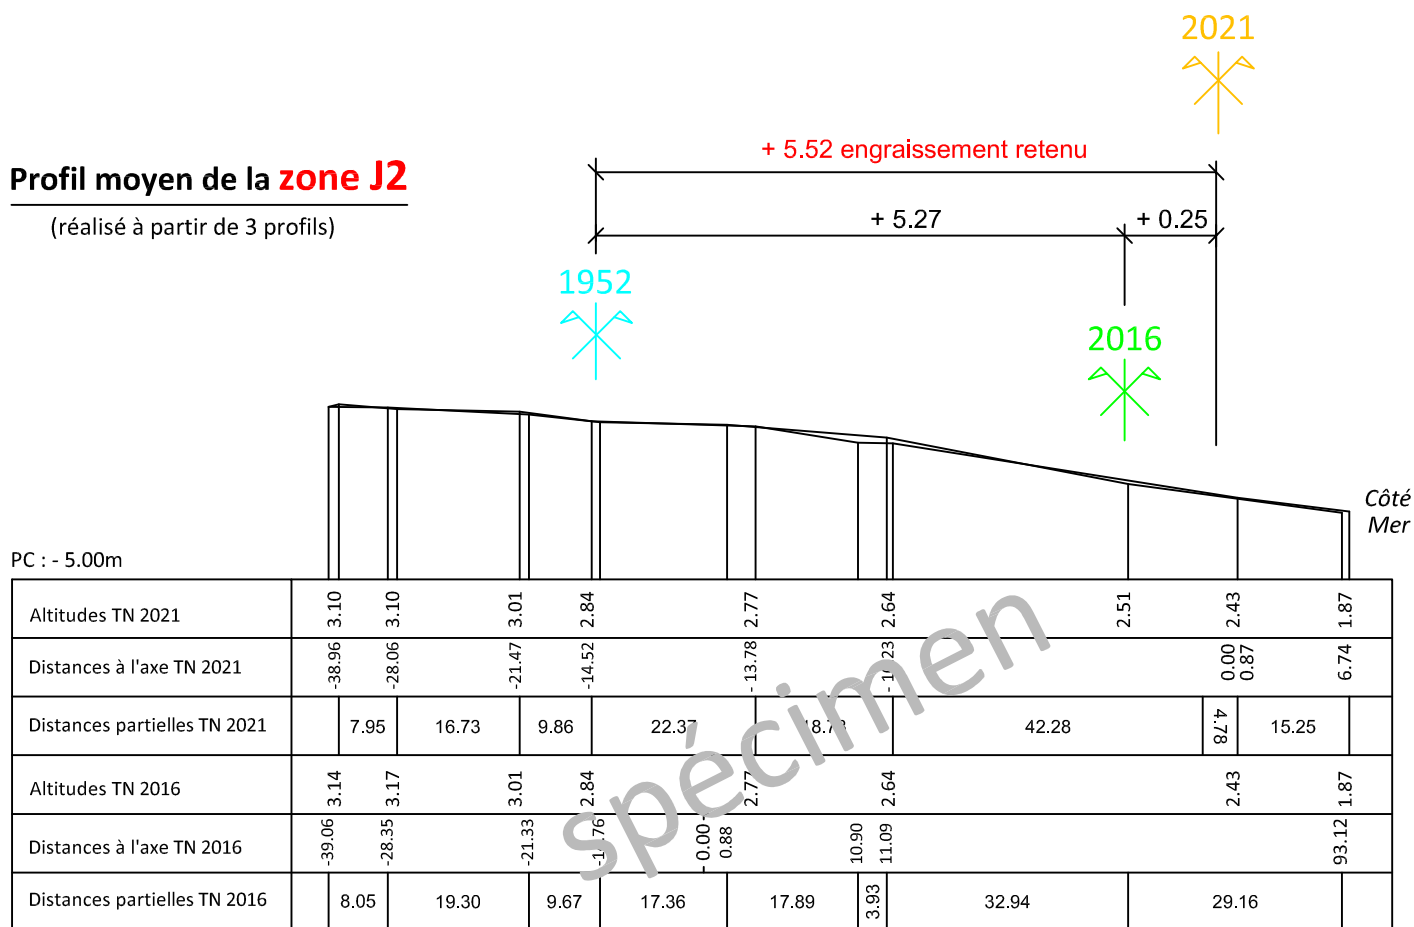 2021
+ 5.52 engraissement retenu
Profil moyen de la zone J2
(réalisé à partir de 3 profils)
+ 5.27
+ 0.25
1952
2016
Côté
Mer
PC : - 5.00m
Altitudes TN 2021 3.10 3.10 3.01 2.84 2.77 2.64 2.51 2.43 1.87
Distances à l'axe TN 2021 -38.96 -28.06 -21.47 -14.52 - 13.78 0.00 0.87 6.74
Distances partielles TN 2021 7.95 16.73 9.86 22.37 42.28 4.78 15.25
Altitudes TN 2016 3.14 3.17 3.01 2.84 2.77 2.64 2.43 1.87
Distances à l'axe TN 2016 -39.06 -28.35 -21.33 - 0.00 - 0.88 10.90 11.09 93.12
Distances partielles TN 2016 8.05 19.30 9.67 17.36 17.89 3.93 32.94 29.16
spécimen